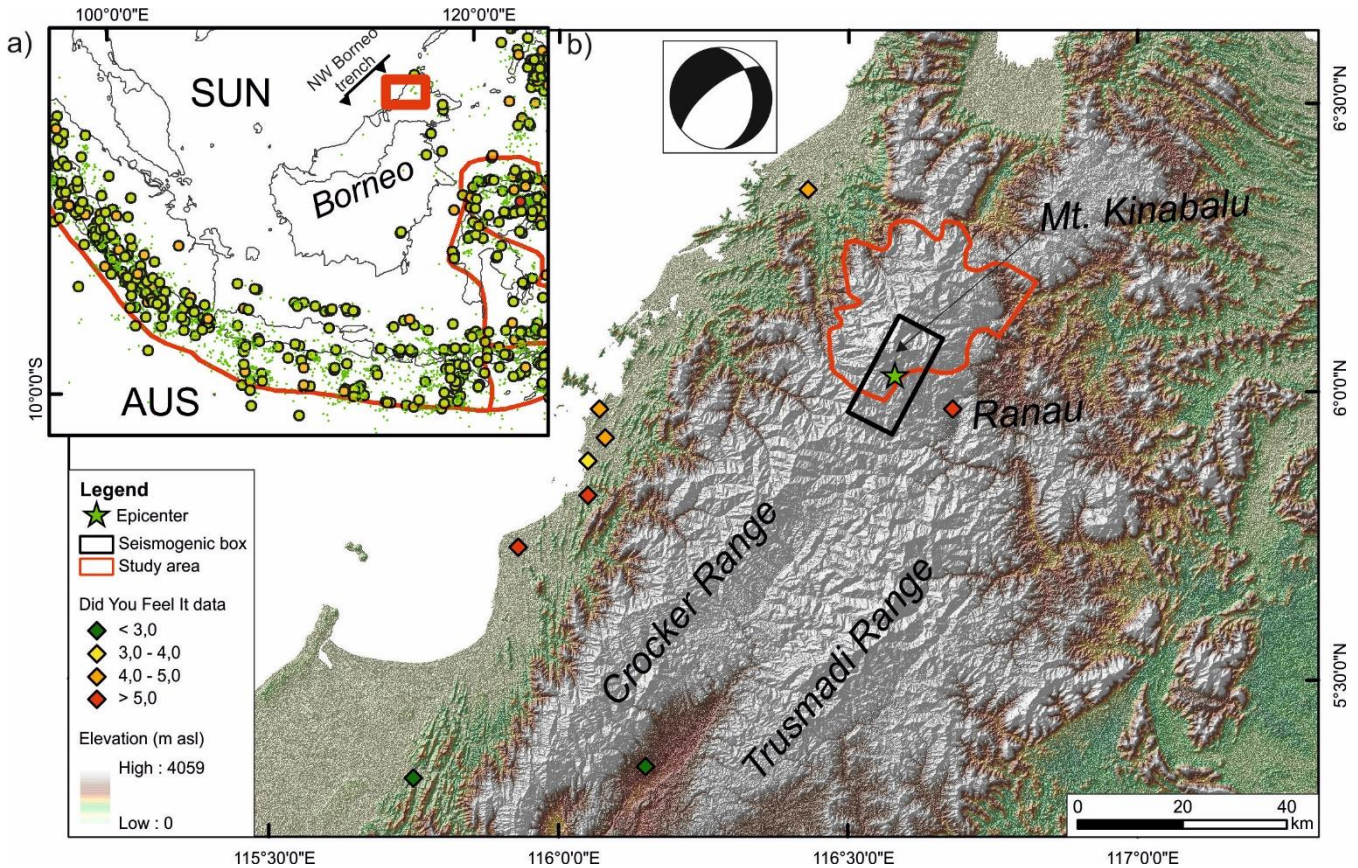 a)
100°0'0"E
120°0'0"E
SUN
NW Borneo
trench
Borneo
10°0'0"S
AUS
b)
6°30'0"N
Mt. Kinabalu
6°0'0"N
Ranau
Crocker Range
Trusmadi Range
5°30'0"N
Legend
Epicenter
Seismogenic box
Study area
Did You Feel It data
< 3,0
3,0 - 4,0
4,0 - 5,0
> 5,0
Elevation (m asl)
High : 4059
Low : 0
0 20 40
km
115°30'0"E
116°0'0"E
116°30'0"E
117°0'0"E